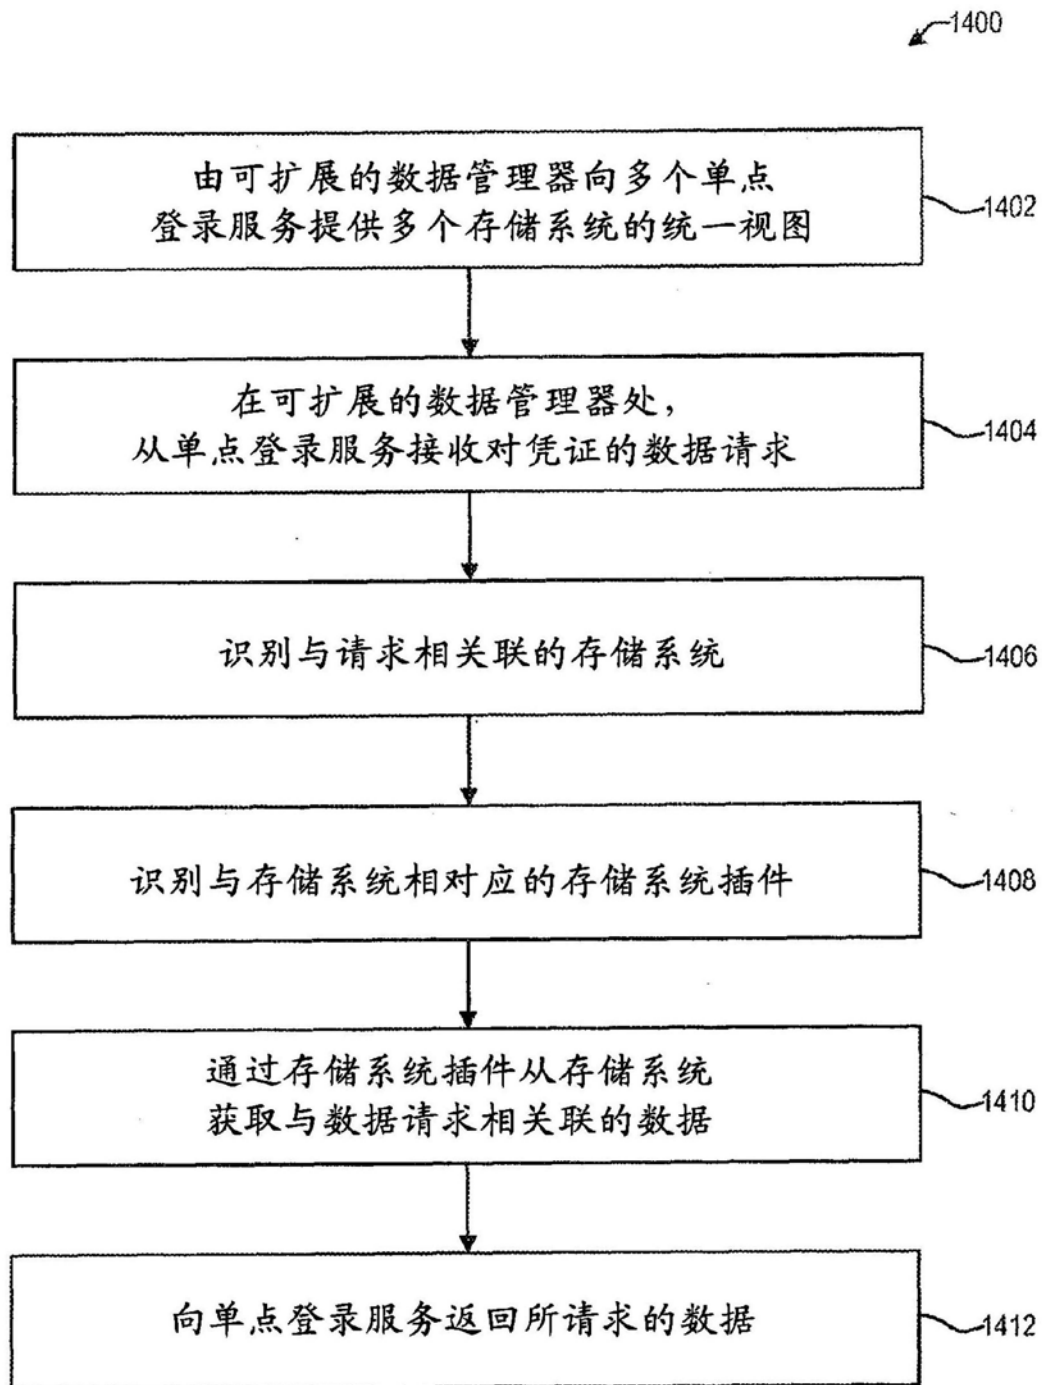 1400
由可扩展的数据管理器向多个单点
登录服务提供多个存储系统的统一视图
1402
在可扩展的数据管理器处，
从单点登录服务接收对凭证的数据请求
1404
识别与请求相关联的存储系统
1406
识别与存储系统相对应的存储系统插件
1408
通过存储系统插件从存储系统
获取与数据请求相关联的数据
1410
向单点登录服务返回所请求的数据
1412